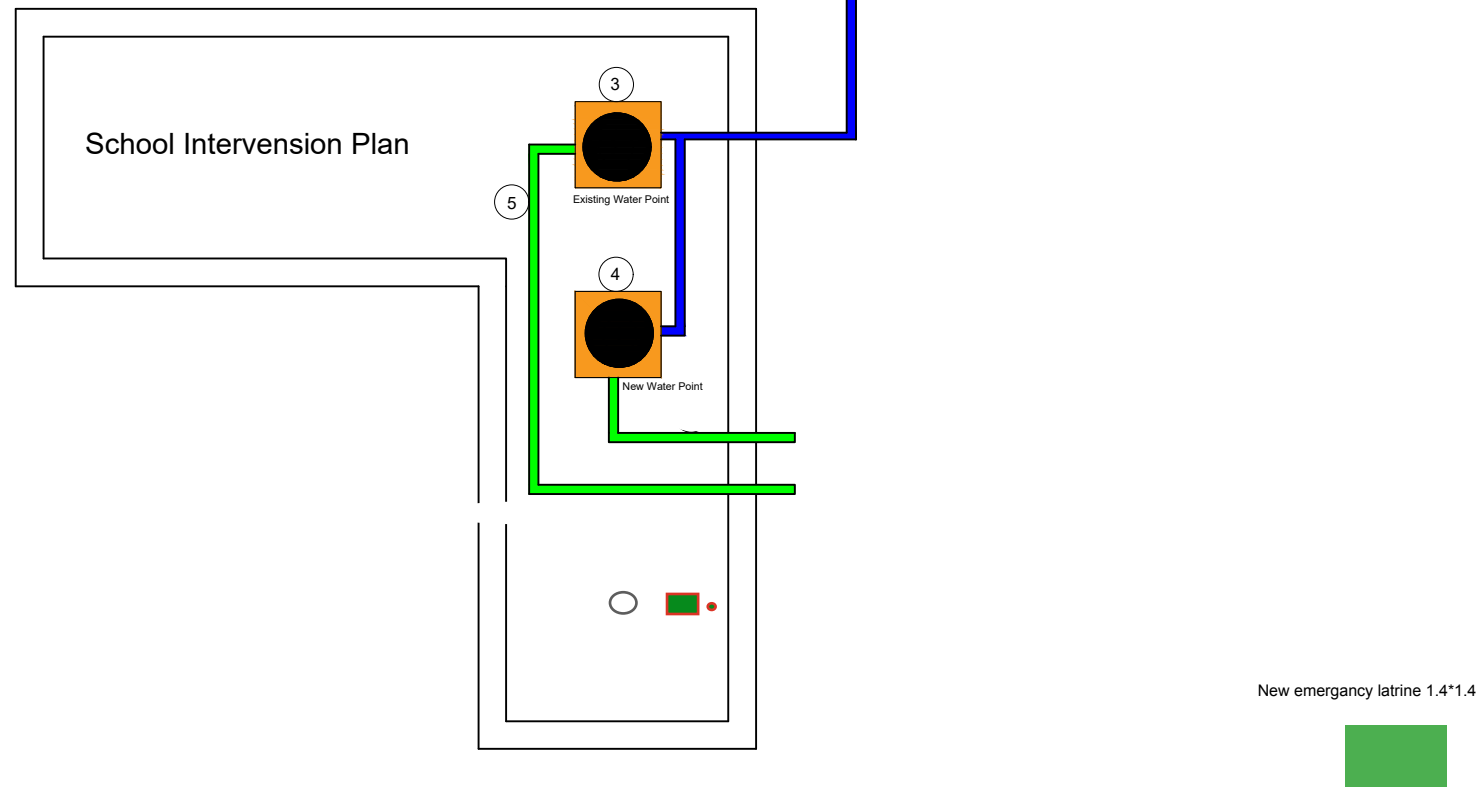 3
School Intervension Plan
5
Existing Water Point
4
New Water Point
New emergancy latrine 1.4*1.4